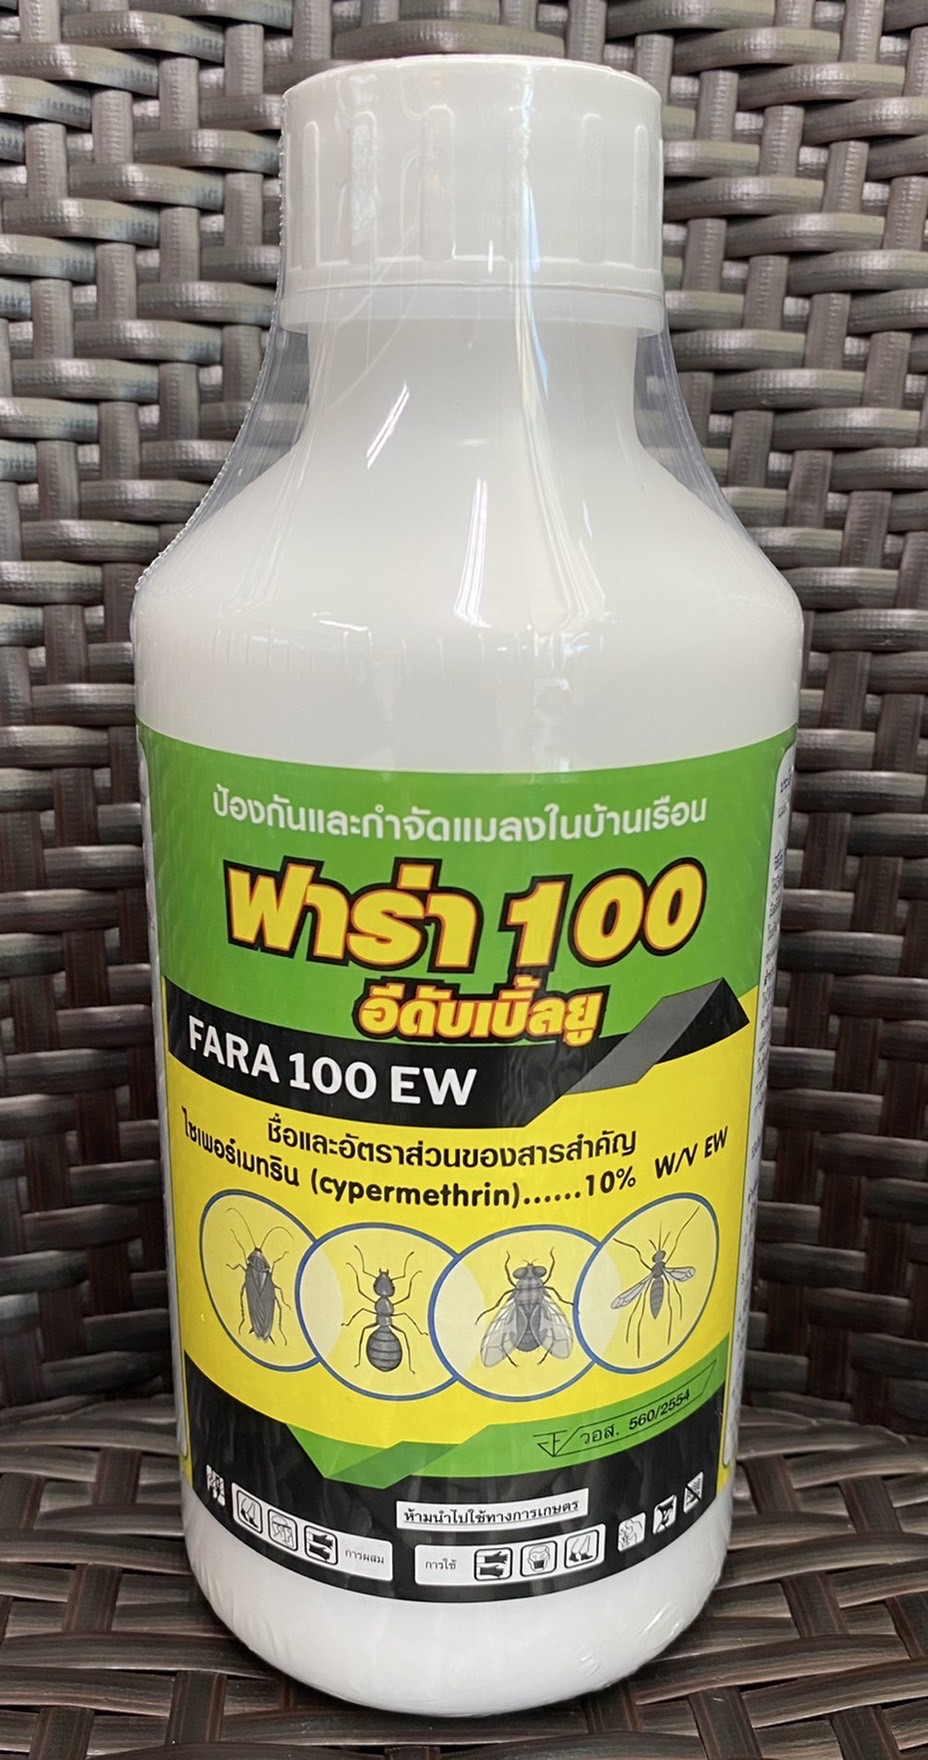 ป้องกันและกำจัดแมลงในบ้านเรือน
ฟาร่า 100
อีดับเบิ้ลยู
FARA 100 EW
ชื่อและอัตราส่วนของสารสำคัญ
ไซเพอร์เมทริน (cypermethrin)......10% W/V EW
วอส. 560/2554
ห้ามนำไปใช้ทางการเกษตร
การผสม
การใช้